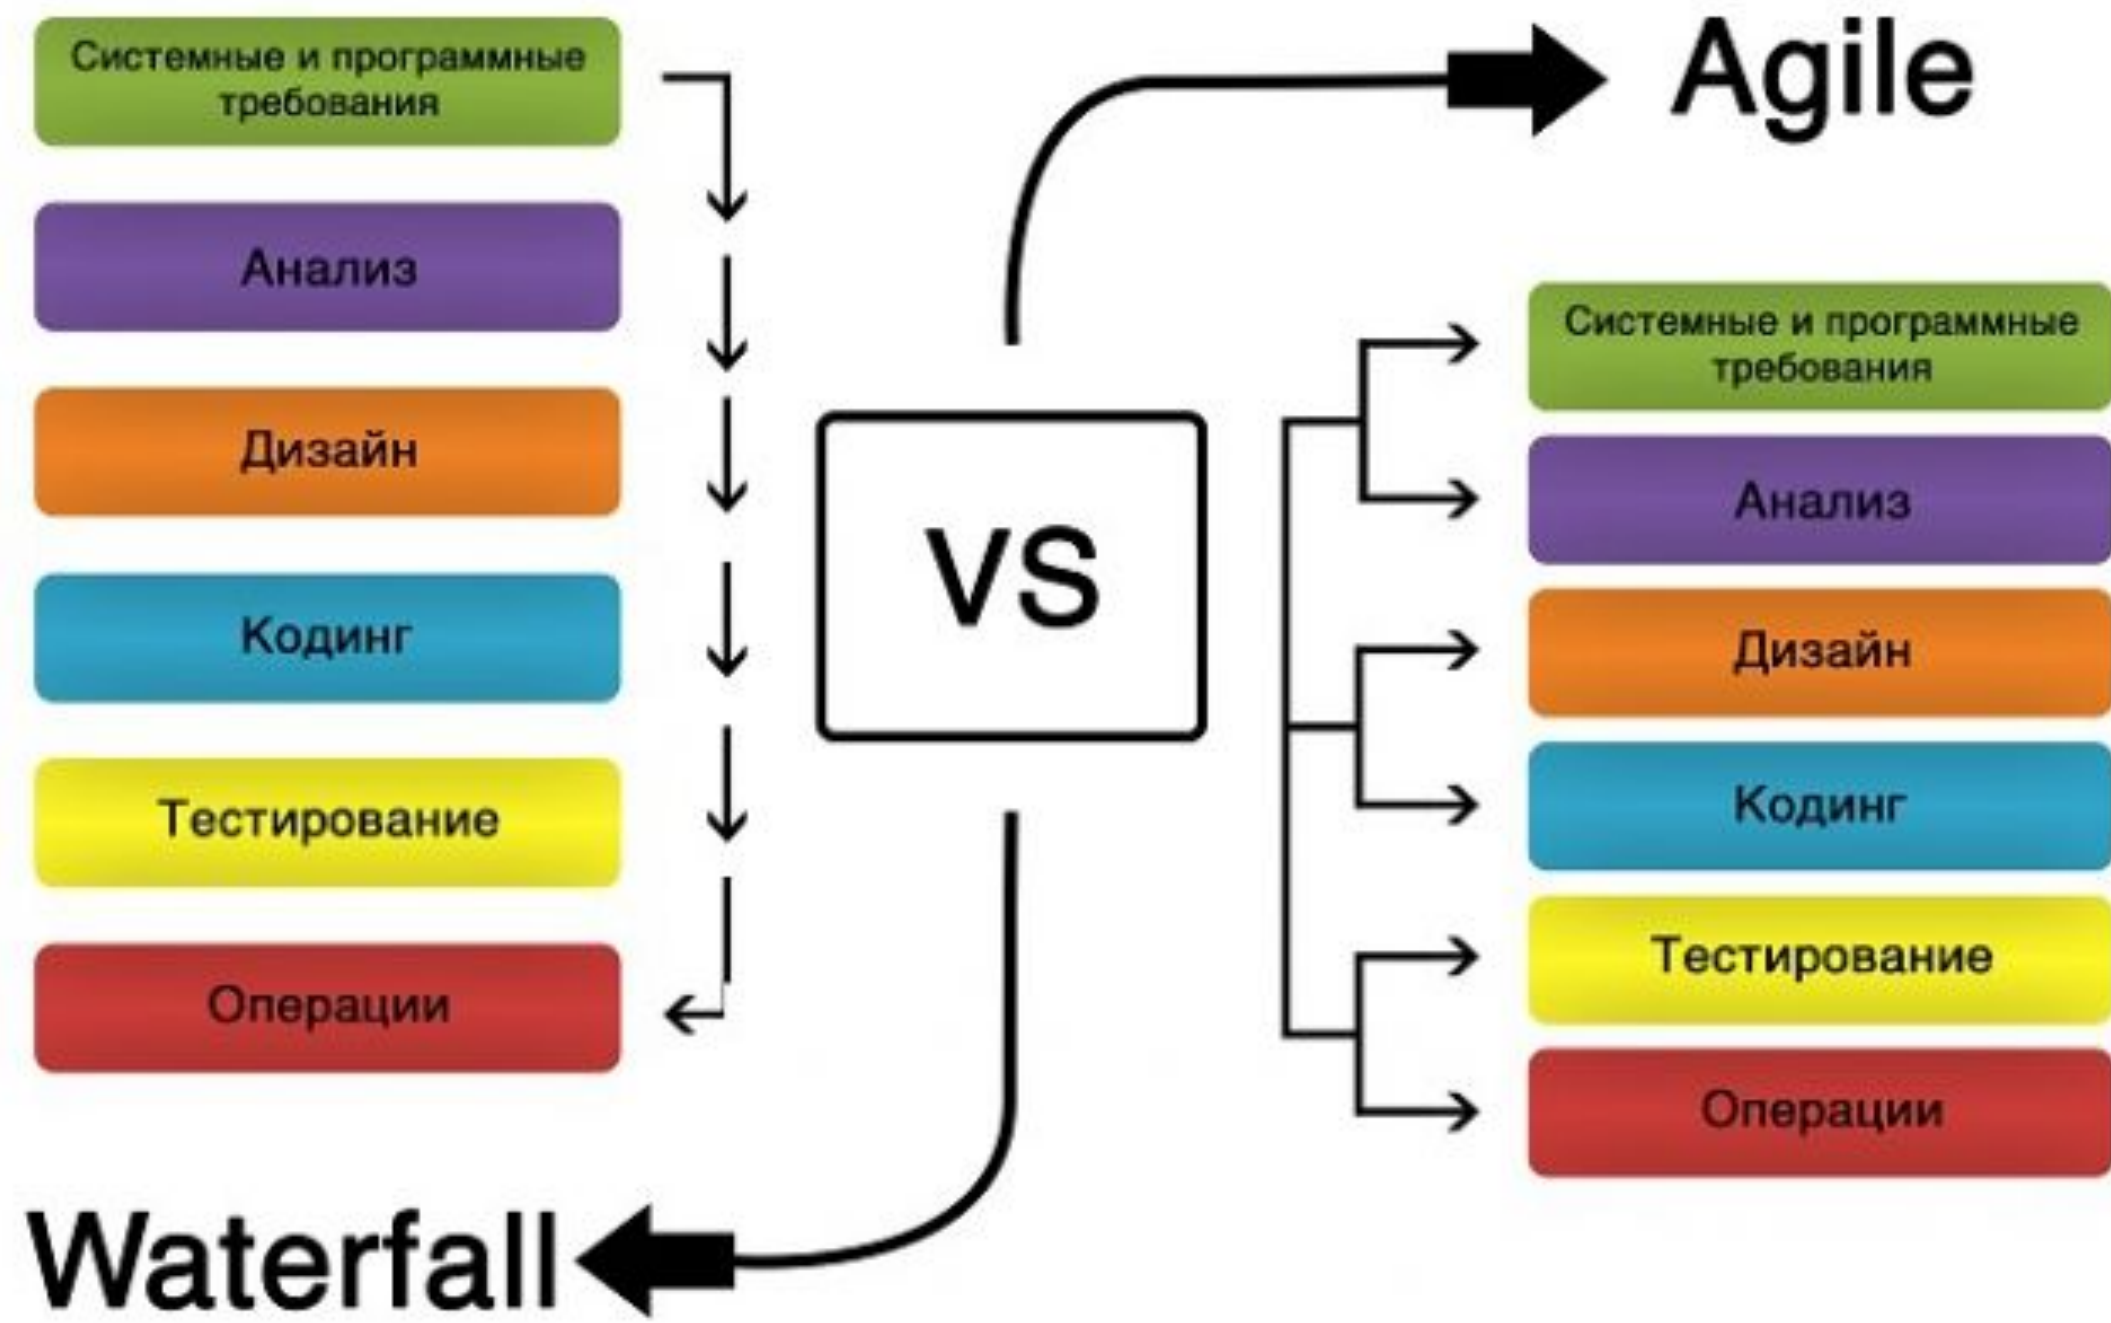 Системные и программные
требования
Анализ
Дизайн
Кодинг
Тестирование
Операции
Waterfall
VS
Agile
Системные и программные
требования
Анализ
Дизайн
Кодинг
Тестирование
Операции